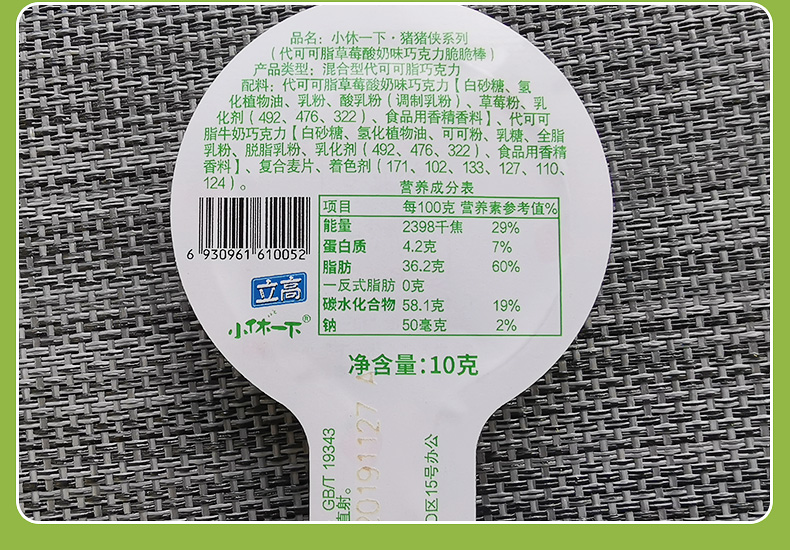 品名：小休一下·猪猪侠系列
（代可可脂草莓酸奶味巧克力脆脆棒）
产品类型：混合型代可可脂巧克力
配料：代可可脂草莓酸奶味巧克力【白砂糖、氢
化植物油、乳粉、酸乳粉（调制乳粉）、草莓粉、乳
化剂（492、476、322）、食品用香精香料】、代可可
脂牛奶巧克力【白砂糖、氢化植物油、可可粉、乳糖、全脂
乳粉、脱脂乳粉、乳化剂（492、476、322）、食品用香精
香料】、复合麦片、着色剂（171、102、133、127、110、
124）。
营养成分表
项目 每100克 营养素参考值%
能量 2398千焦 29%
蛋白质 4.2克 7%
脂肪 36.2克 60%
一反式脂肪 0克
碳水化合物 58.1克 19%
钠 50毫克 2%
6 930961 610052
立高
小休一下®
净含量：10克
GB/T 19343
直射。
20191127 A
D区15号办公